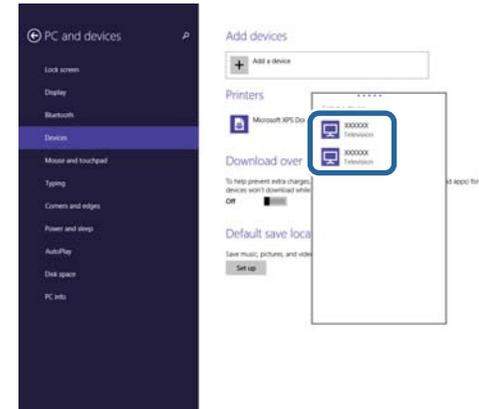 PC and devices
Lock screen
Display
Bluetooth
Devices
Mouse and touchpad
Typing
Corners and edges
Power and sleep
AutoPlay
Disk space
PC info
Add devices
Add a device
Printers
Microsoft XPS Do
XXXXXX
Television
XXXXXX
Television
Download over
To help prevent extra charges,
d apps) for
devices won't download while
Off
Default save loca
Save music, pictures, and video
Set up